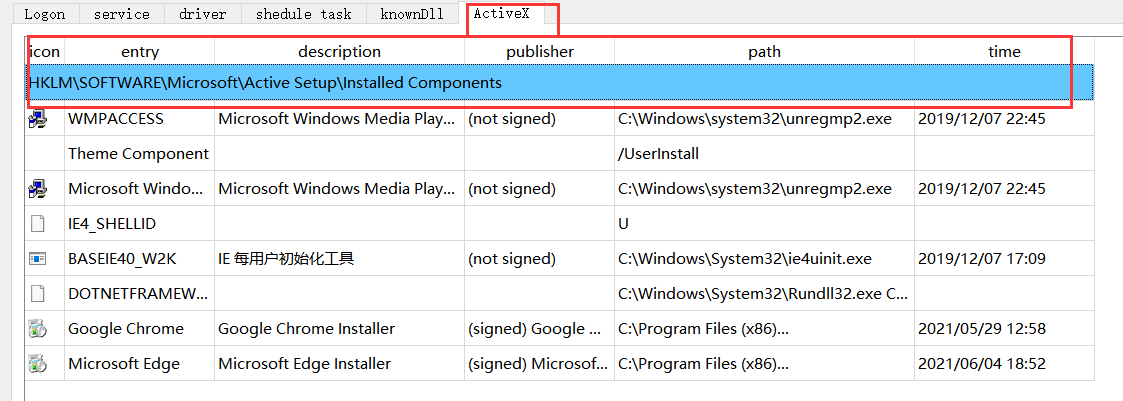 Logon service driver shedule task knownDll ActiveX
icon entry description publisher path time
HKLM\SOFTWARE\Microsoft\Active Setup\Installed Components
WMPACCESS Microsoft Windows Media Play... (not signed) C:\Windows\system32\unregmp2.exe 2019/12/07 22:45
Theme Component /UserInstall
Microsoft Windo... Microsoft Windows Media Play... (not signed) C:\Windows\system32\unregmp2.exe 2019/12/07 22:45
IE4_SHELLID U
BASEIE40_W2K IE 每用户初始化工具 (not signed) C:\Windows\System32\ie4uinit.exe 2019/12/07 17:09
DOTNETFRAMEW... C:\Windows\System32\Rundll32.exe C...
Google Chrome Google Chrome Installer (signed) Google ... C:\Program Files (x86)... 2021/05/29 12:58
Microsoft Edge Microsoft Edge Installer (signed) Microsof... C:\Program Files (x86)... 2021/06/04 18:52